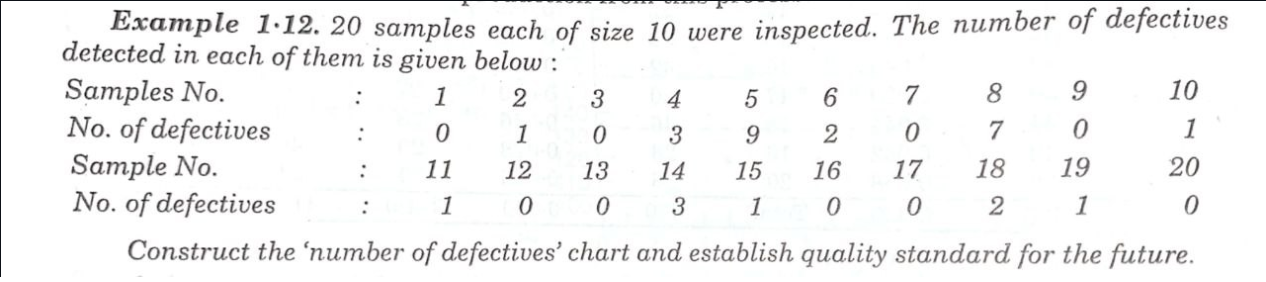 Example 1·12. 20 samples each of size 10 were inspected. The number of defectives
detected in each of them is given below :
Samples No. : 1 2 3 4 5 6 7 8 9 10
No. of defectives : 0 1 0 3 9 2 0 7 0 1
Sample No. : 11 12 13 14 15 16 17 18 19 20
No. of defectives : 1 0 0 3 1 0 0 2 1 0
Construct the ‘number of defectives’ chart and establish quality standard for the future.